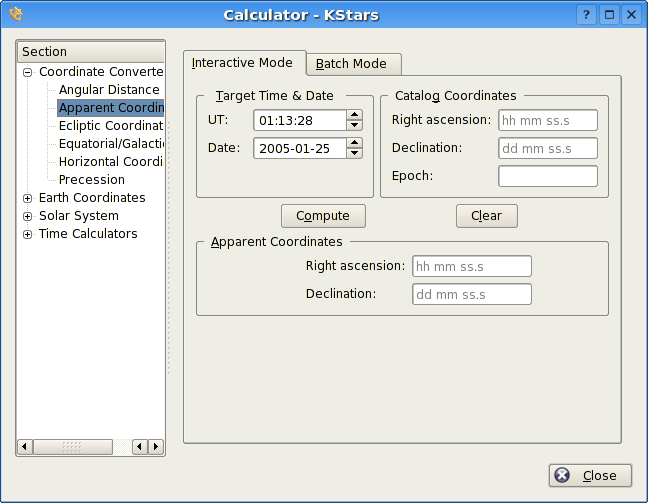 Calculator - KStars
Section
Coordinate Converte
Angular Distance
Apparent Coordin
Ecliptic Coordinat
Equatorial/Galacti
Horizontal Coordi
Precession
Earth Coordinates
Solar System
Time Calculators
Interactive Mode
Batch Mode
Target Time & Date
UT: 01:13:28
Date: 2005-01-25
Catalog Coordinates
Right ascension: hh mm ss.s
Declination: dd mm ss.s
Epoch:
Compute
Clear
Apparent Coordinates
Right ascension: hh mm ss.s
Declination: dd mm ss.s
Close